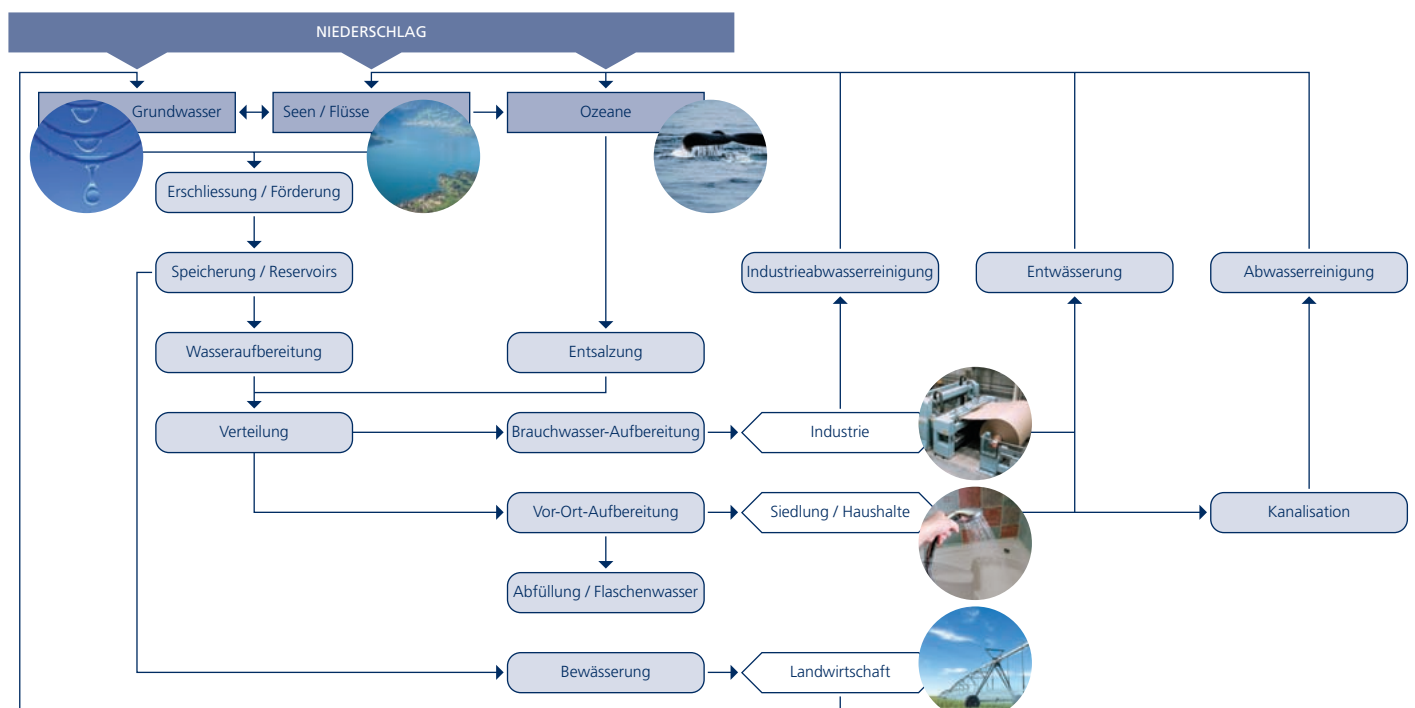 NIEDERSCHLAG
Grundwasser
Seen / Flüsse
Ozeane
Erschliessung / Förderung
Speicherung / Reservoirs
Industrieabwasserreinigung
Entwässerung
Abwasserreinigung
Wasseraufbereitung
Entsalzung
Verteilung
Brauchwasser-Aufbereitung
Industrie
Vor-Ort-Aufbereitung
Siedlung / Haushalte
Kanalisation
Abfüllung / Flaschenwasser
Bewässerung
Landwirtschaft